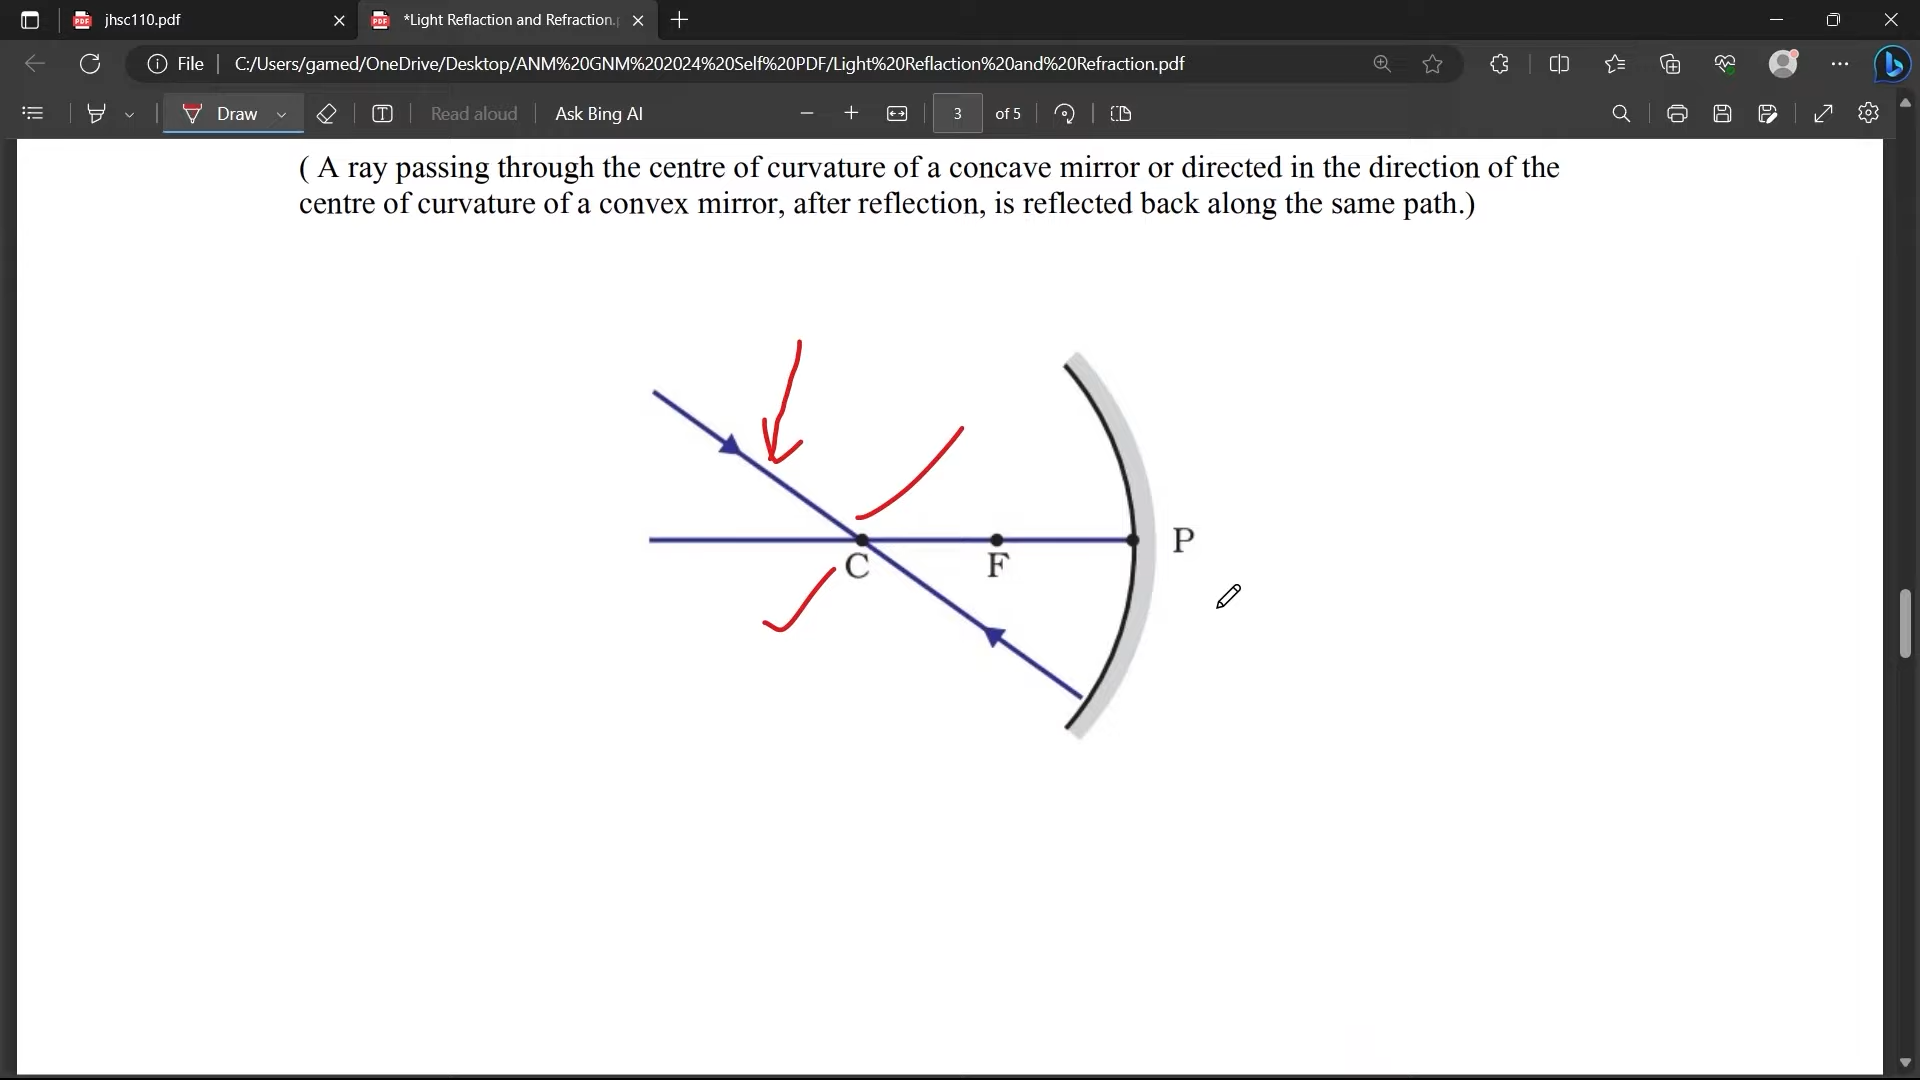 jhsc110.pdf
*Light Reflaction and Refraction.
File
C:/Users/gamed/OneDrive/Desktop/ANM%20GNM%202024%20Self%20PDF/Light%20Reflaction%20and%20Refraction.pdf
Draw
Read aloud
Ask Bing AI
3
of 5
( A ray passing through the centre of curvature of a concave mirror or directed in the direction of the
centre of curvature of a convex mirror, after reflection, is reflected back along the same path.)
C
F
P